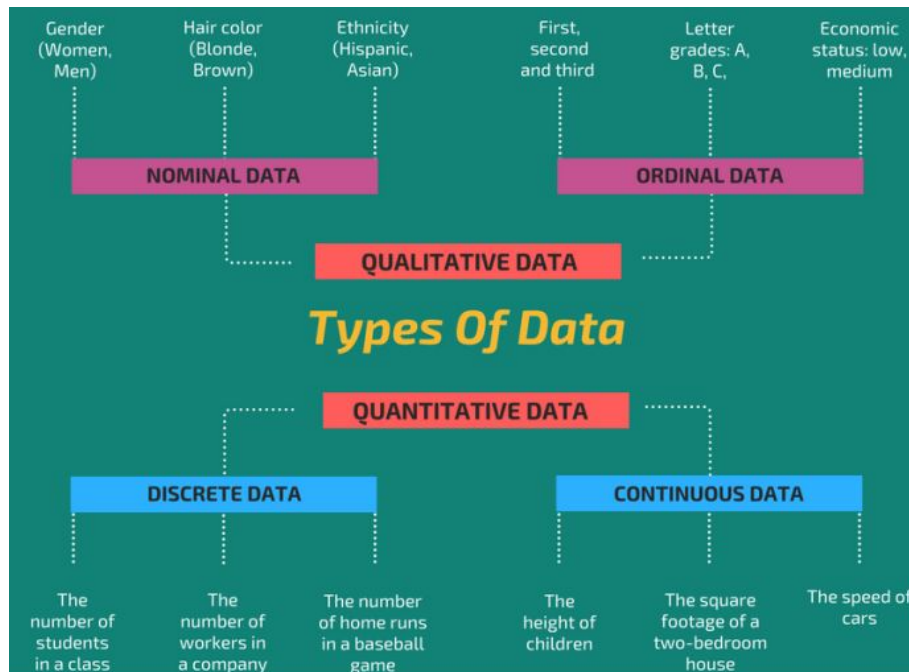 Gender
(Women,
Men)
Hair color
(Blonde,
Brown)
Ethnicity
(Hispanic,
Asian)
First,
second
and third
Letter
grades: A,
B, C,
Economic
status: low,
medium
NOMINAL DATA
ORDINAL DATA
QUALITATIVE DATA
Types Of Data
QUANTITATIVE DATA
DISCRETE DATA
CONTINUOUS DATA
The
number of
students
in a class
The
number of
workers in
a company
The number
of home runs
in a baseball
game
The
height of
children
The square
footage of a
two-bedroom
house
The speed of
cars